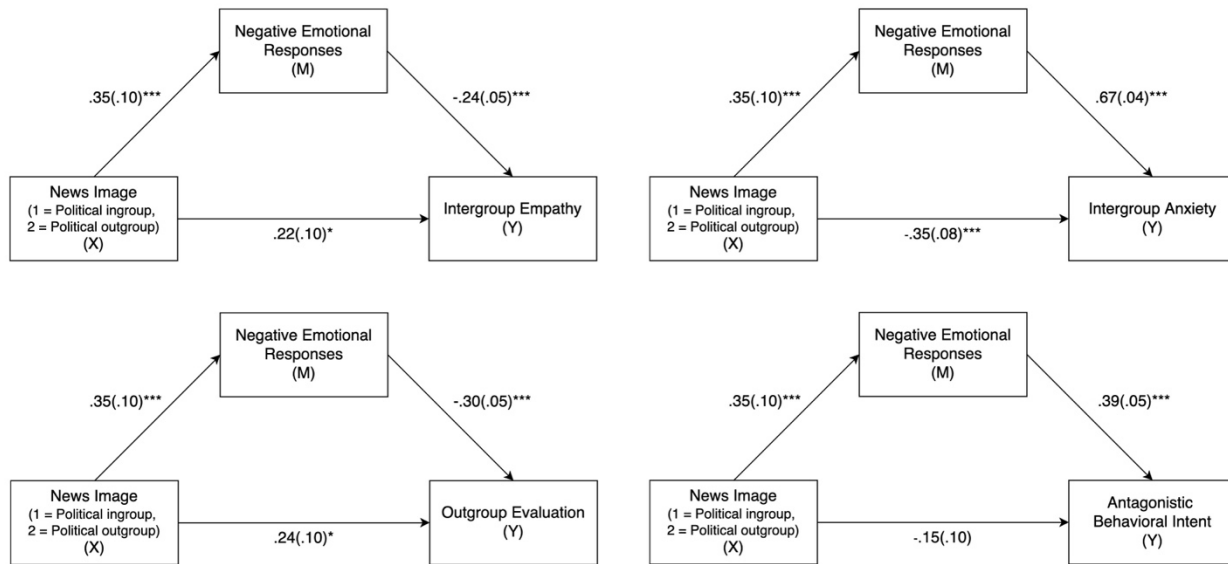 Negative Emotional
Responses
(M)
.35(.10)***
-.24(.05)***
News Image
(1 = Political ingroup,
2 = Political outgroup)
(X)
.22(.10)*
Intergroup Empathy
(Y)
Negative Emotional
Responses
(M)
.35(.10)***
.67(.04)***
News Image
(1 = Political ingroup,
2 = Political outgroup)
(X)
-.35(.08)***
Intergroup Anxiety
(Y)
Negative Emotional
Responses
(M)
.35(.10)***
-.30(.05)***
News Image
(1 = Political ingroup,
2 = Political outgroup)
(X)
.24(.10)*
Outgroup Evaluation
(Y)
Negative Emotional
Responses
(M)
.35(.10)***
.39(.05)***
News Image
(1 = Political ingroup,
2 = Political outgroup)
(X)
-.15(.10)
Antagonistic
Behavioral Intent
(Y)